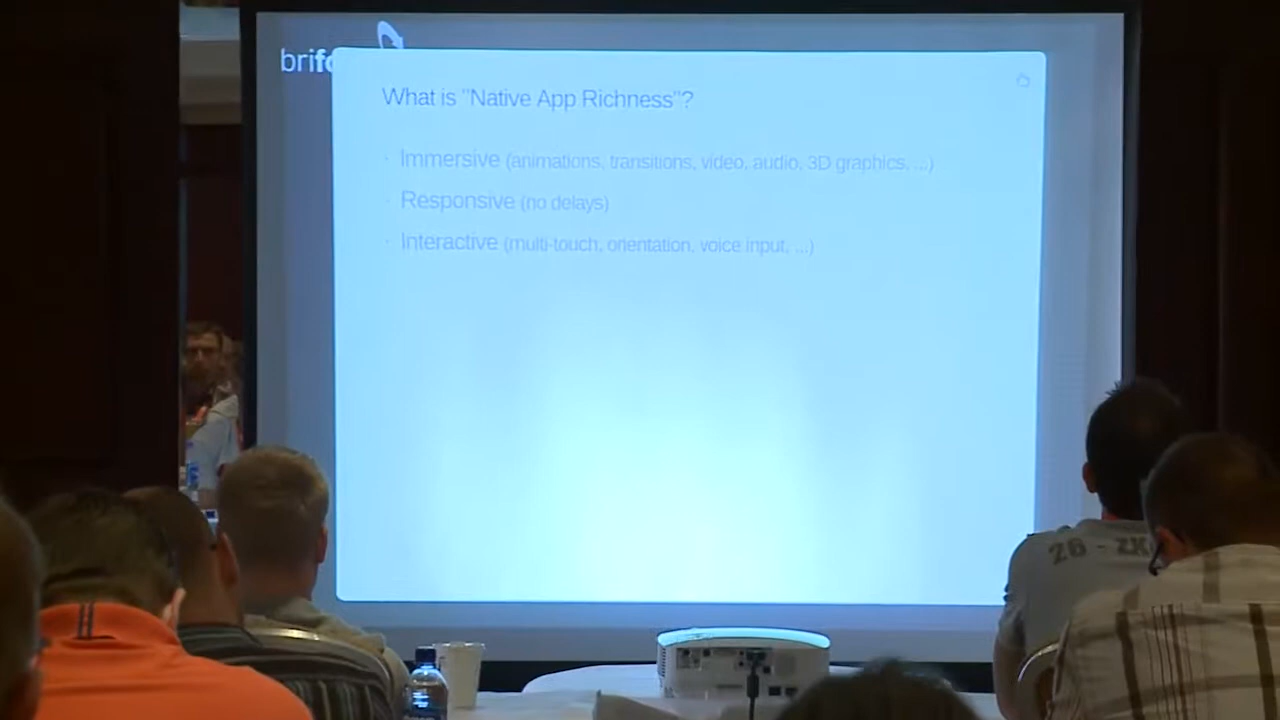 brifo
What is "Native App Richness"?
· Immersive (animations, transitions, video, audio, 3D graphics, ...)
· Responsive (no delays)
· Interactive (multi-touch, orientation, voice input, ...)
26 - ZK